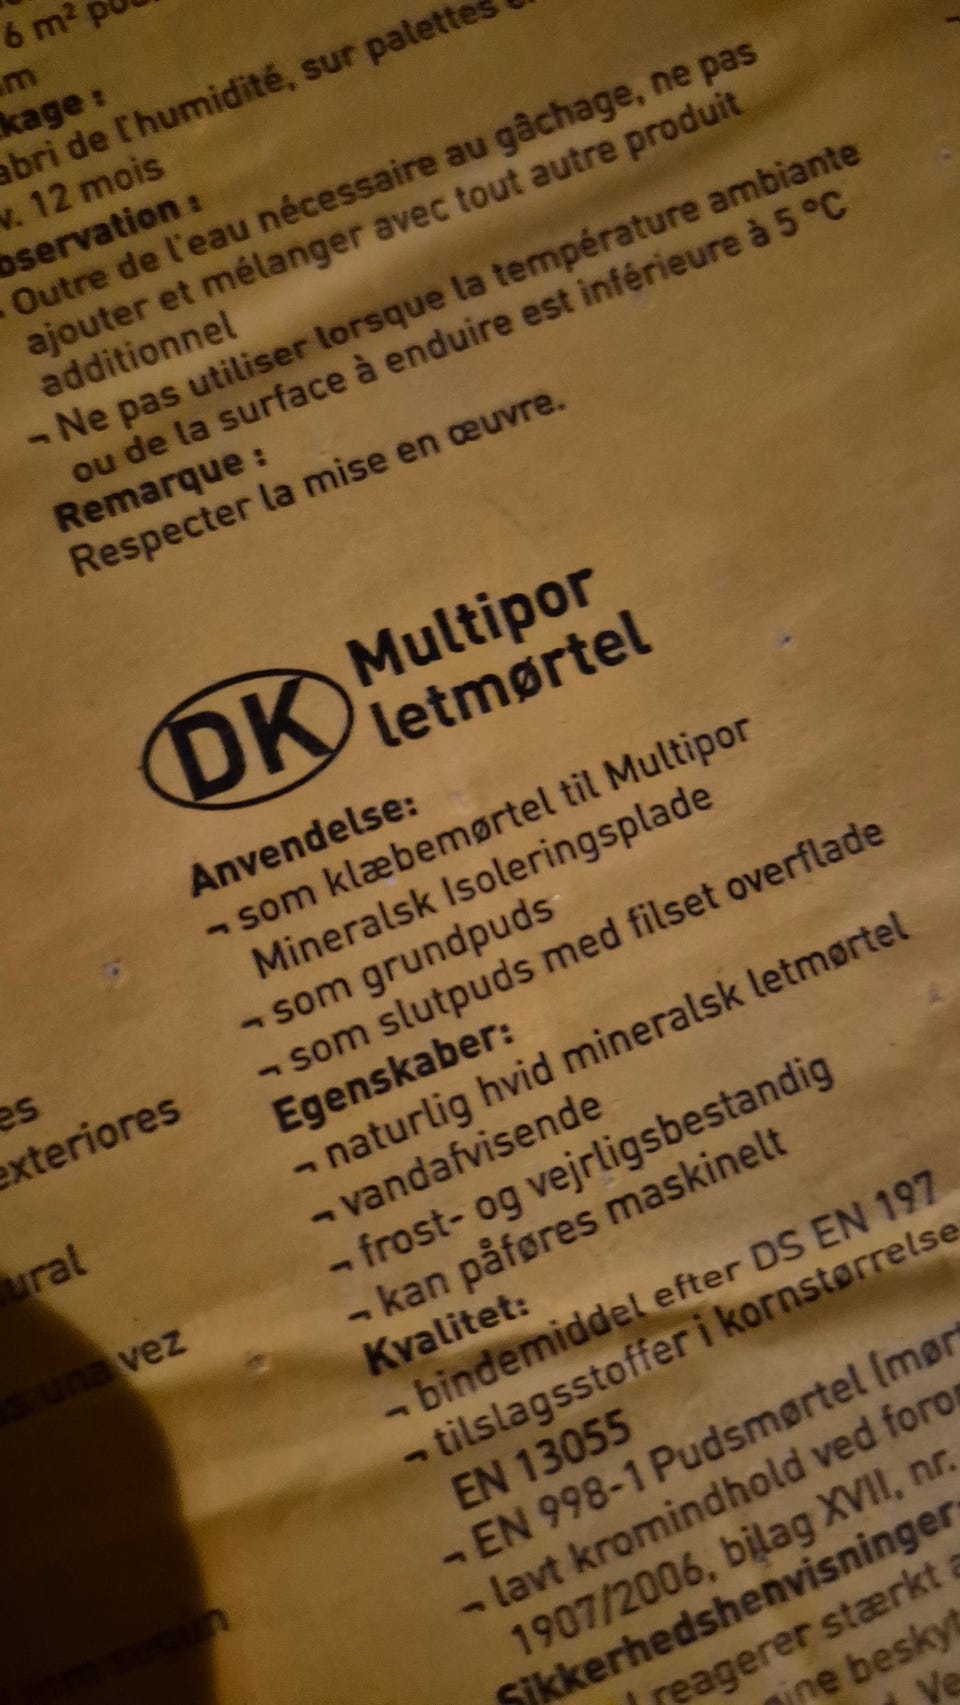 6 m²
kage :
abri de l'humidité, sur palettes
v. 12 mois
bservation :
- Outre de l'eau nécessaire au gâchage, ne pas
ajouter et mélanger avec tout autre produit
additionnel
¬ Ne pas utiliser lorsque la température ambiante
ou de la surface à enduire est inférieure à 5 °C
Remarque :
Respecter la mise en œuvre.
DK
Multipor
letmørtel
Anvendelse:
¬ som klæbemørtel til Multipor
Mineralsk Isoleringsplade
¬ som grundpuds
¬ som slutpuds med filset overflade
Egenskaber:
¬ naturlig hvid mineralsk letmørtel
¬ vandafvisende
¬ frost- og vejrligsbestandig
¬ kan påføres maskinelt
Kvalitet:
¬ bindemiddel efter DS EN 197
¬ tilslagsstoffer i kornstørrelse
EN 13055
¬ EN 998-1 Pudsmørtel (mør
¬ lavt kromindhold ved foror
1907/2006, bilag XVII, nr.
Sikkerhedshenvisninger:
reagerer stærkt a
ine beskyt
es
exteriores
ural
una vez